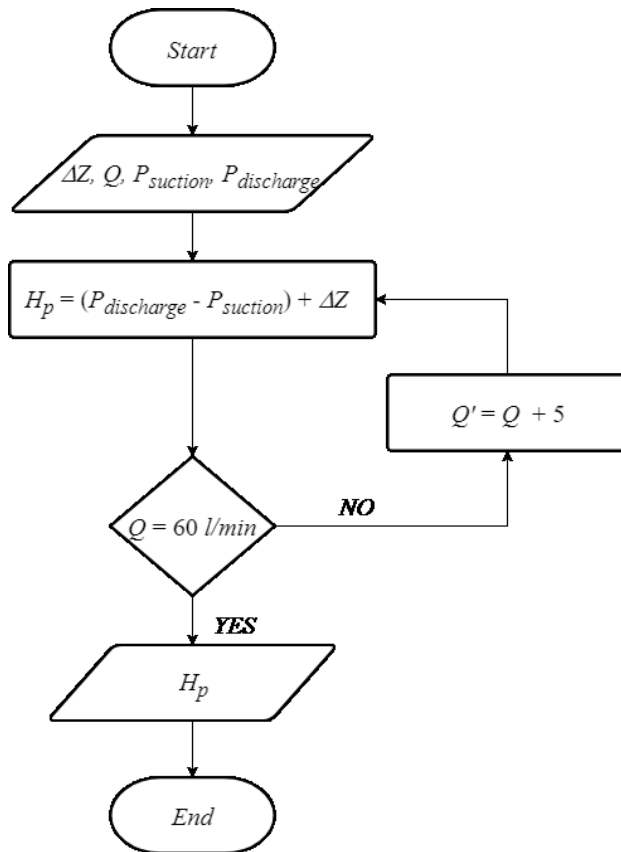 Start
ΔZ, Q, P_suction, P_discharge
H_p = (P_discharge - P_suction) + ΔZ
Q' = Q + 5
Q = 60 l/min
NO
YES
H_p
End